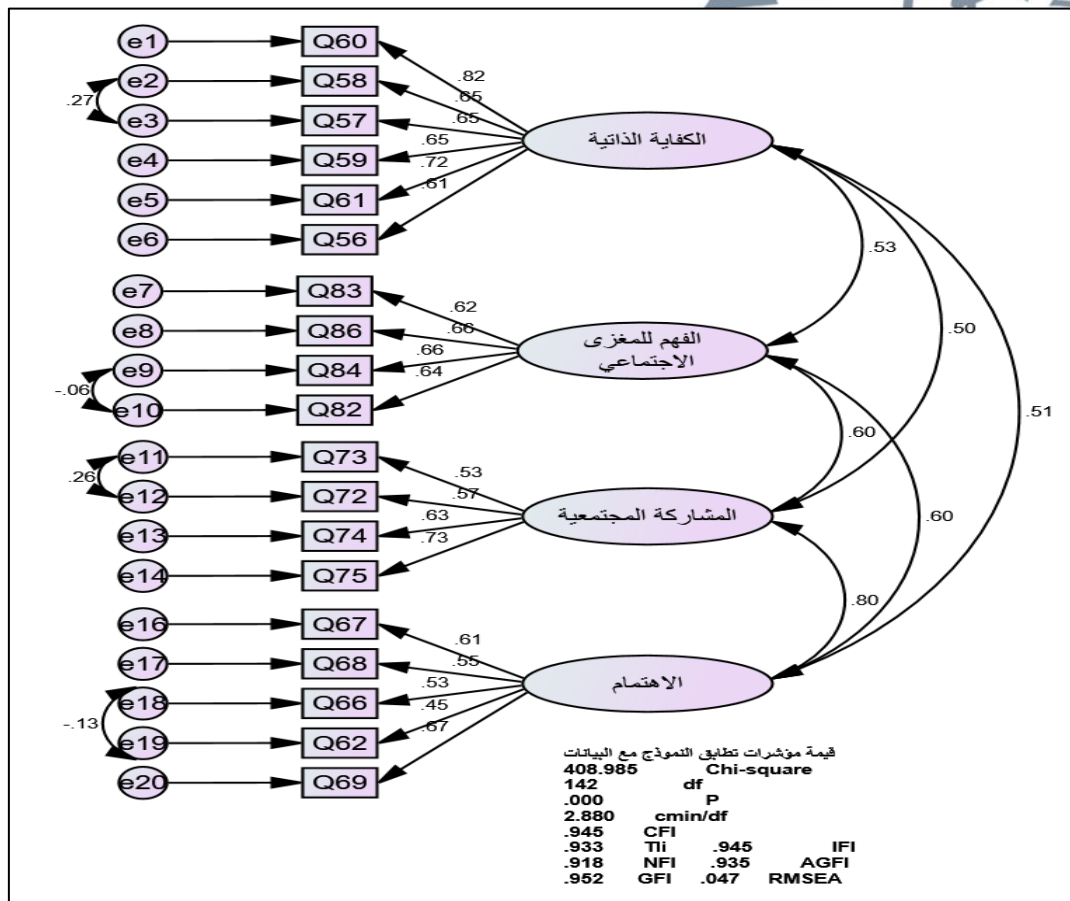 e1 Q60 .82
e2 Q58 .65
.27
e3 Q57 .65
الكفاية الذاتية
e4 Q59 .65
e5 Q61 .72
e6 Q56 .61
.53
e7 Q83 .62
.50
e8 Q86 .66
الفهم للمغزى
الاجتماعي
e9 Q84 .66
-.06
e10 Q82 .64
.51
.60
e11 Q73 .53
.26
e12 Q72 .57
المشاركة المجتمعية
.60
e13 Q74 .63
e14 Q75 .73
.80
e16 Q67 .61
e17 Q68 .55
الاهتمام
e18 Q66 .53
-.13
e19 Q62 .45
e20 Q69 .67
قيمة مؤشرات تطابق النموذج مع البيانات
408.985 Chi-square
142 df
.000 P
2.880 cmin/df
.945 CFI
.933 Tli .945 IFI
.918 NFI .935 AGFI
.952 GFI .047 RMSEA